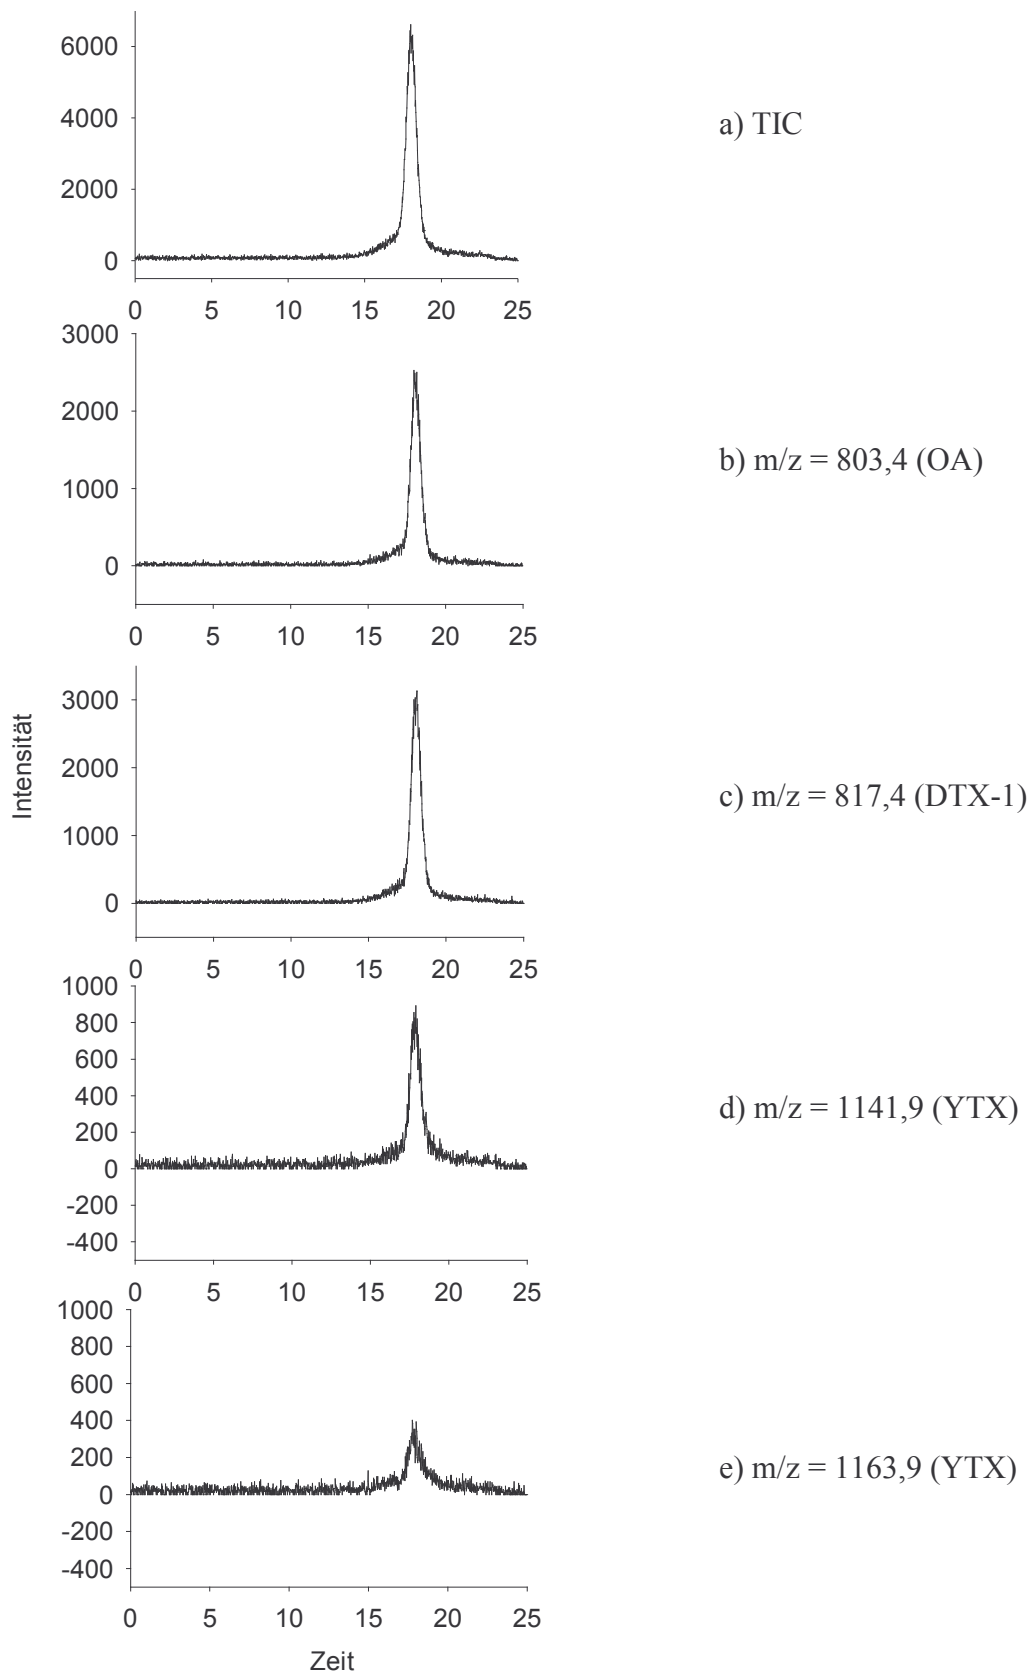 6000
4000
2000
0
0 5 10 15 20 25
a) TIC
3000
2000
1000
0
0 5 10 15 20 25
b) m/z = 803,4 (OA)
Intensität
3000
2000
1000
0
0 5 10 15 20 25
c) m/z = 817,4 (DTX-1)
1000
800
600
400
200
0
-200
-400
0 5 10 15 20 25
d) m/z = 1141,9 (YTX)
1000
800
600
400
200
0
-200
-400
0 5 10 15 20 25
e) m/z = 1163,9 (YTX)
Zeit